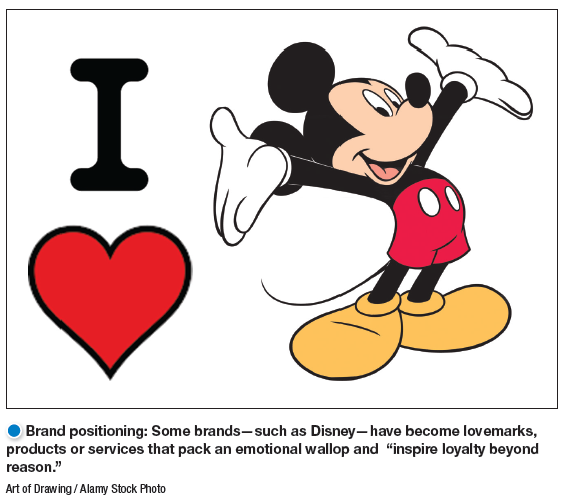 I
Brand positioning: Some brands—such as Disney—have become lovemarks,
products or services that pack an emotional wallop and “inspire loyalty beyond
reason.”
Art of Drawing / Alamy Stock Photo